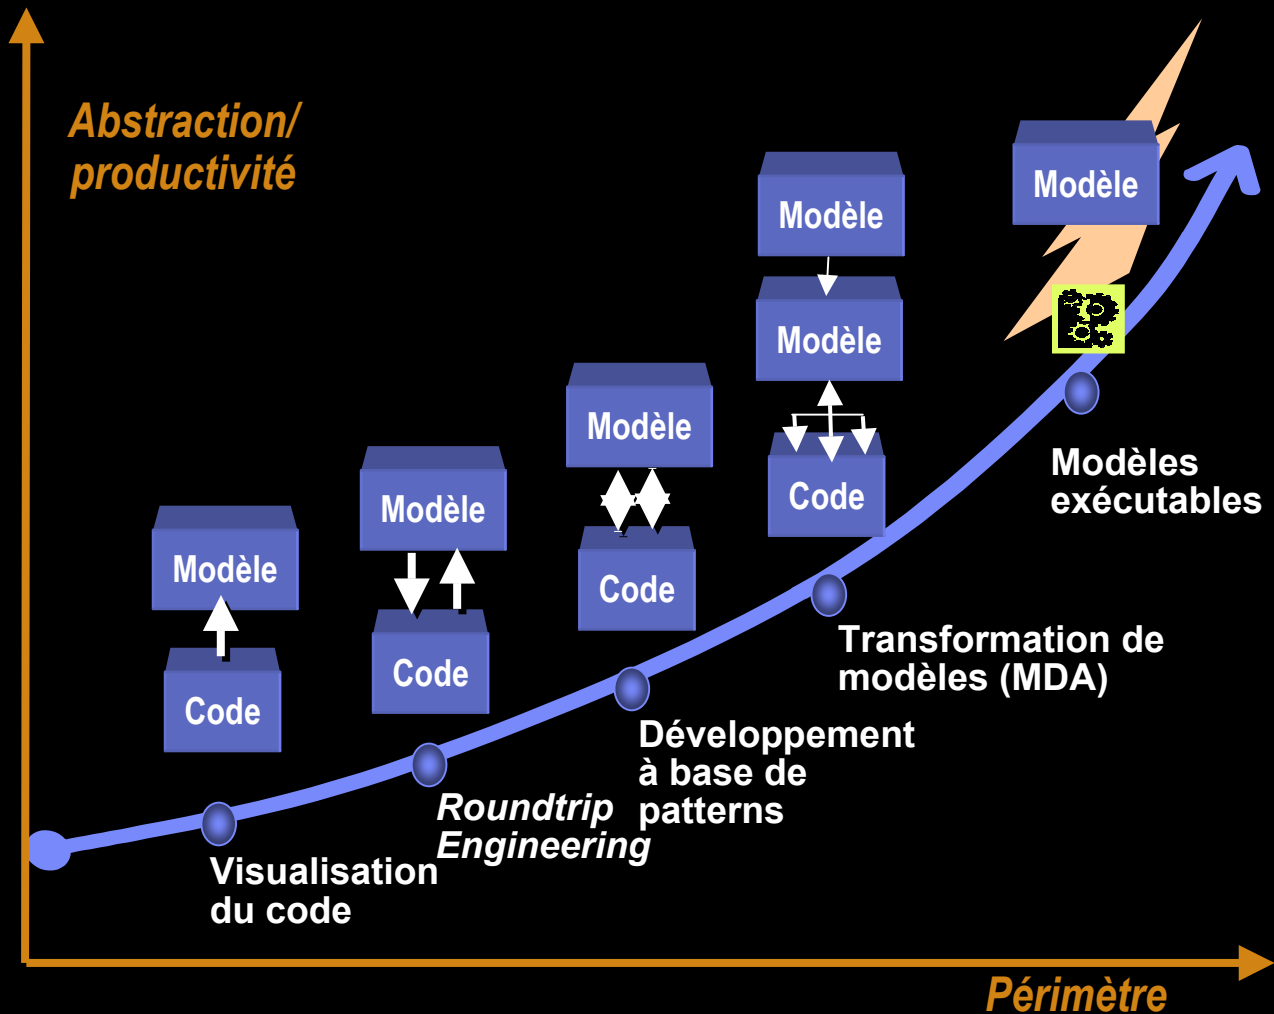 Abstraction/
productivité
Modèle
Code
Visualisation
du code
Modèle
Code
Roundtrip
Engineering
Modèle
Code
Développement
à base de
patterns
Modèle
Modèle
Code
Transformation de
modèles (MDA)
Modèle
Modèles
exécutables
Périmètre